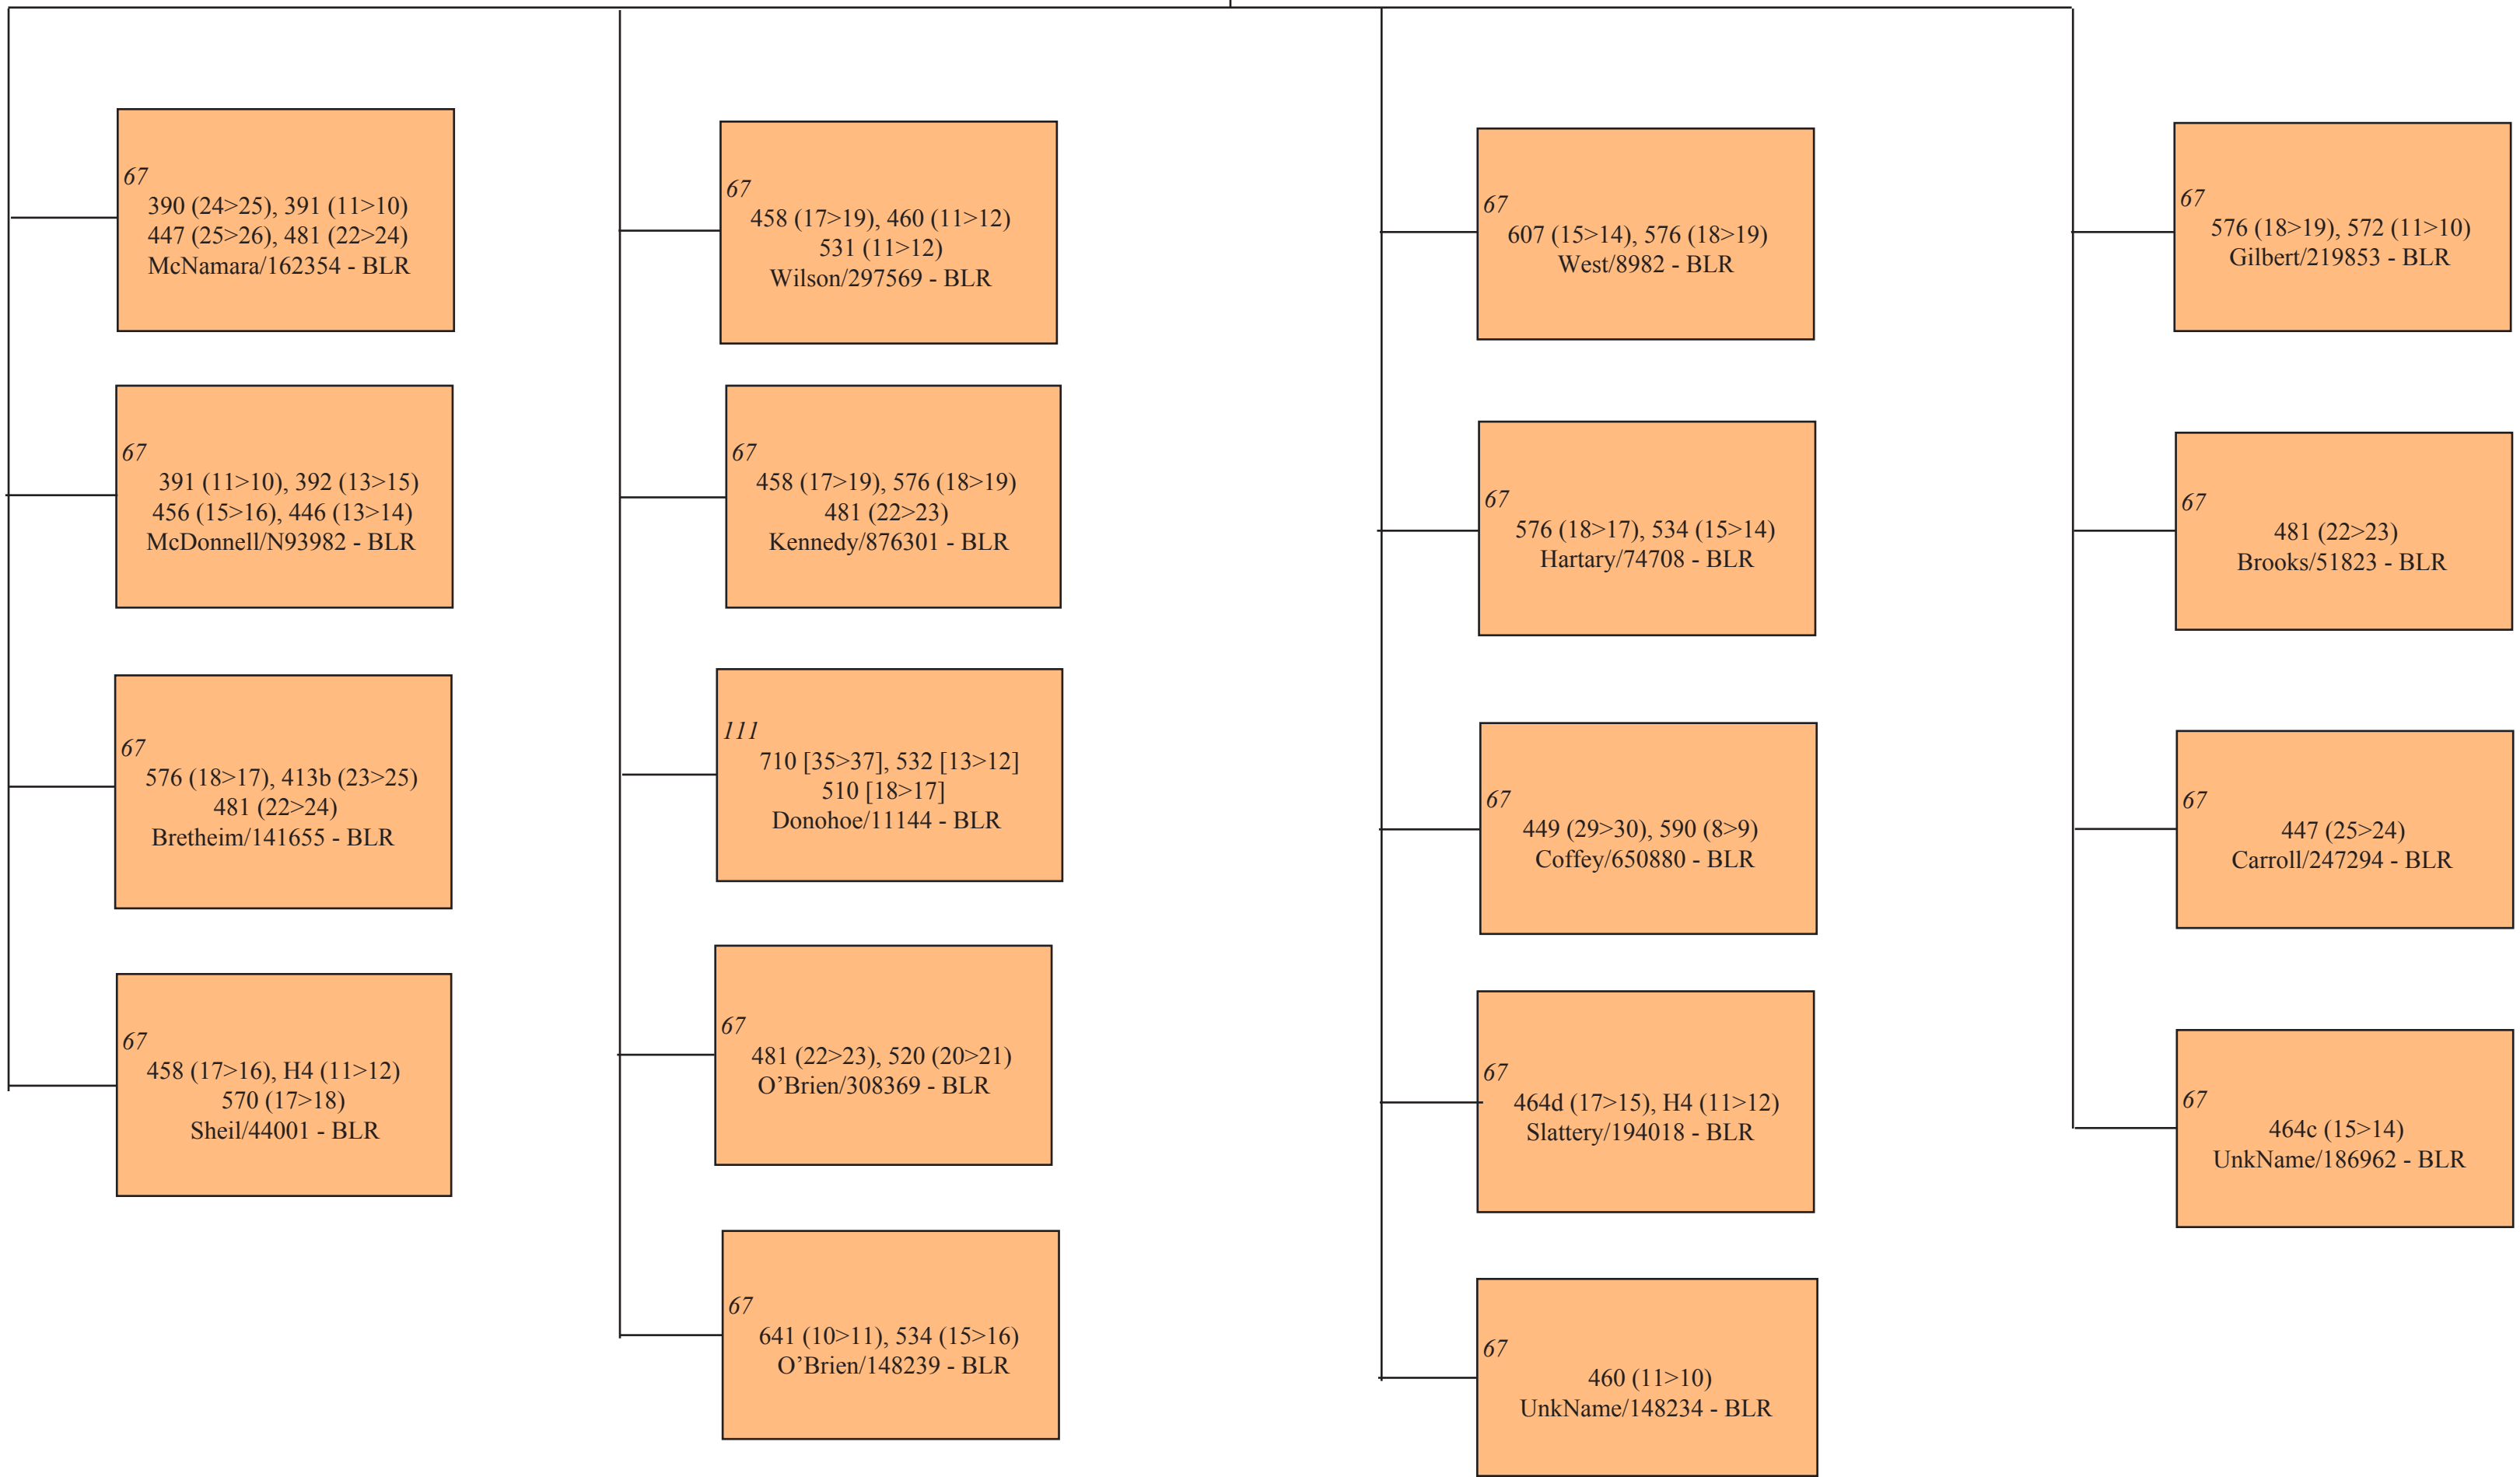 67
390 (24>25), 391 (11>10)
447 (25>26), 481 (22>24)
McNamara/162354 - BLR
67
391 (11>10), 392 (13>15)
456 (15>16), 446 (13>14)
McDonnell/N93982 - BLR
67
576 (18>17), 413b (23>25)
481 (22>24)
Bretheim/141655 - BLR
67
458 (17>16), H4 (11>12)
570 (17>18)
Sheil/44001 - BLR
67
458 (17>19), 460 (11>12)
531 (11>12)
Wilson/297569 - BLR
67
458 (17>19), 576 (18>19)
481 (22>23)
Kennedy/876301 - BLR
111
710 [35>37], 532 [13>12]
510 [18>17]
Donohoe/11144 - BLR
67
481 (22>23), 520 (20>21)
O’Brien/308369 - BLR
67
641 (10>11), 534 (15>16)
O’Brien/148239 - BLR
67
607 (15>14), 576 (18>19)
West/8982 - BLR
67
576 (18>17), 534 (15>14)
Hartary/74708 - BLR
67
449 (29>30), 590 (8>9)
Coffey/650880 - BLR
67
464d (17>15), H4 (11>12)
Slattery/194018 - BLR
67
460 (11>10)
UnkName/148234 - BLR
67
576 (18>19), 572 (11>10)
Gilbert/219853 - BLR
67
481 (22>23)
Brooks/51823 - BLR
67
447 (25>24)
Carroll/247294 - BLR
67
464c (15>14)
UnkName/186962 - BLR